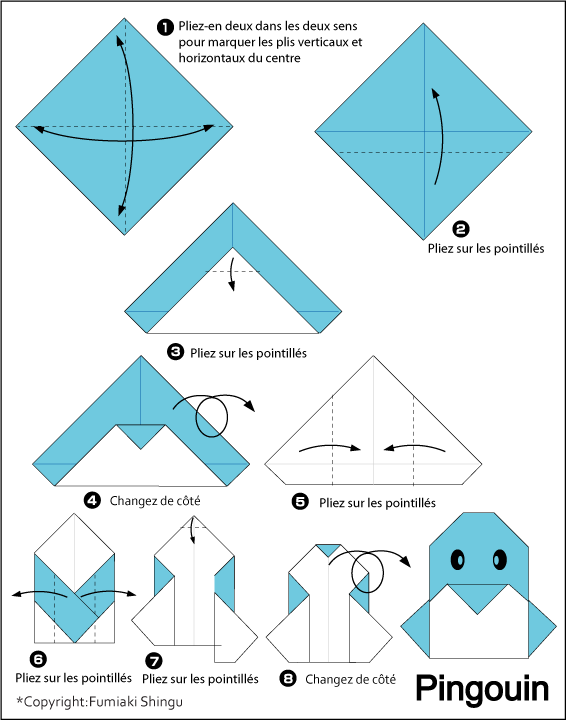 1 Pliez-en deux dans les deux sens
pour marquer les plis verticaux et
horizontaux du centre
2
Pliez sur les pointillés
3 Pliez sur les pointillés
4 Changez de côté
5 Pliez sur les pointillés
6
Pliez sur les pointillés
7
Pliez sur les pointillés
8 Changez de côté
Pingouin
*Copyright:Fumiaki Shingu